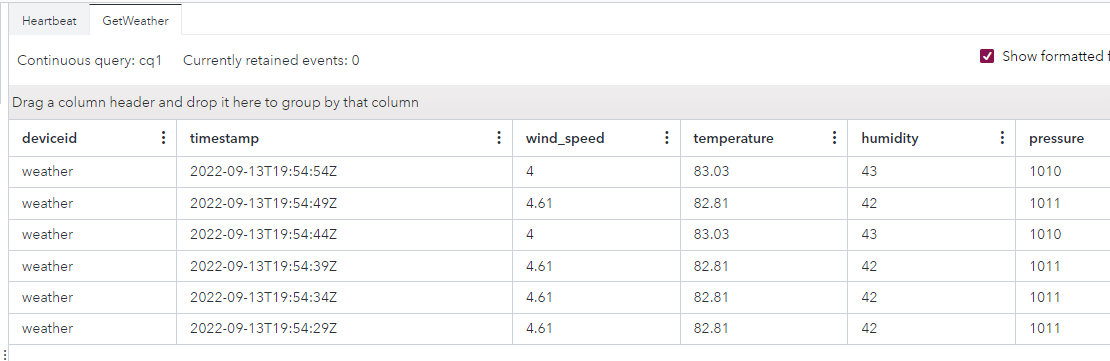 Heartbeat GetWeather
Continuous query: cq1 Currently retained events: 0 Show formatted f
Drag a column header and drop it here to group by that column
deviceid timestamp wind_speed temperature humidity pressure
weather 2022-09-13T19:54:54Z 4 83.03 43 1010
weather 2022-09-13T19:54:49Z 4.61 82.81 42 1011
weather 2022-09-13T19:54:44Z 4 83.03 43 1010
weather 2022-09-13T19:54:39Z 4.61 82.81 42 1011
weather 2022-09-13T19:54:34Z 4.61 82.81 42 1011
weather 2022-09-13T19:54:29Z 4.61 82.81 42 1011